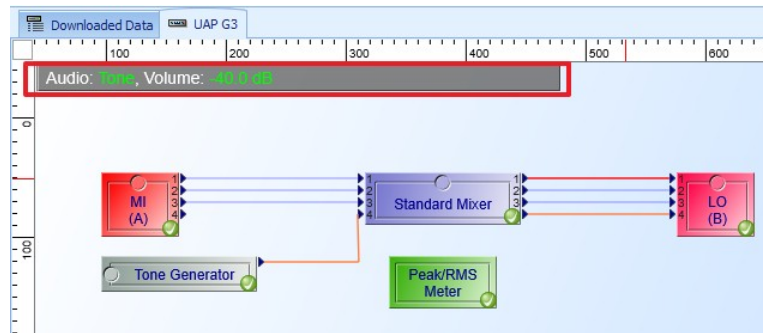 Downloaded Data UAP G3
100 200 300 400 500 600
Audio: Tone, Volume: -40.0 dB
0
100
MI
(A)
1
2
3
4
1
2
3
4
Standard Mixer
1
2
3
4
1
2
3
4
LO
(B)
Tone Generator
Peak/RMS
Meter